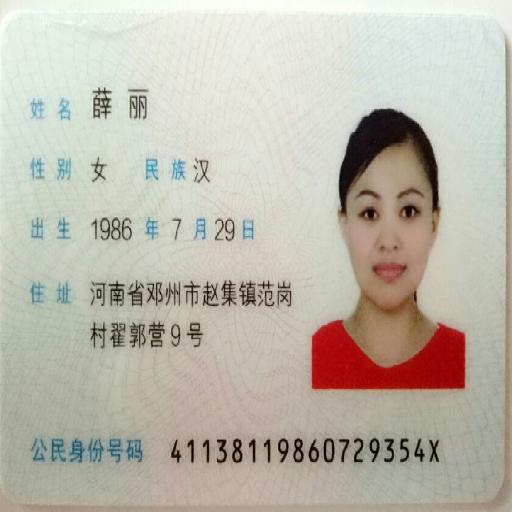 姓名 薛丽
性别 女 民族 汉
出生 1986 年 7 月 29 日
住址 河南省邓州市赵集镇范岗
村翟郭营9号
公民身份号码 41138119860729354X